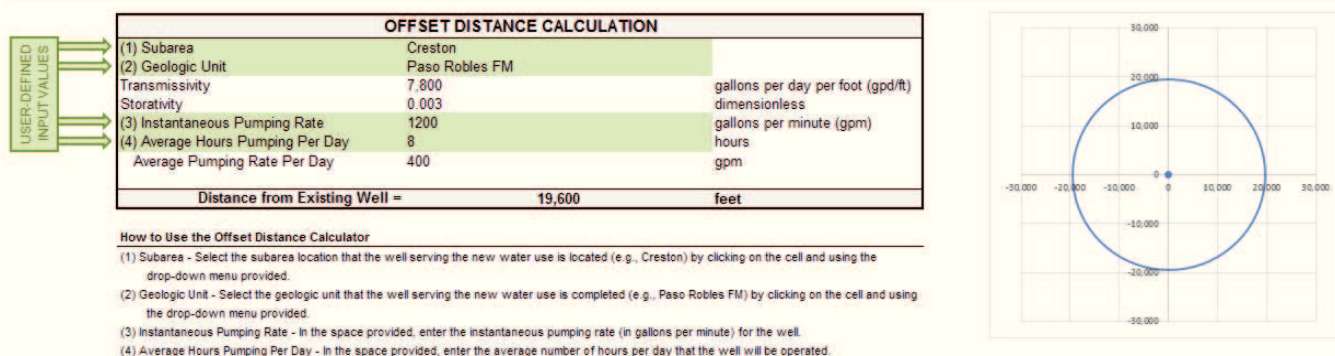 USER-DEFINED
INPUT VALUES
OFFSET DISTANCE CALCULATION
(1) Subarea Creston
(2) Geologic Unit Paso Robles FM
Transmissivity 7,800 gallons per day per foot (gpd/ft)
Storativity 0.003 dimensionless
(3) Instantaneous Pumping Rate 1200 gallons per minute (gpm)
(4) Average Hours Pumping Per Day 8 hours
Average Pumping Rate Per Day 400 gpm
Distance from Existing Well = 19,600 feet
How to Use the Offset Distance Calculator
(1) Subarea - Select the subarea location that the well serving the new water use is located (e.g., Creston) by clicking on the cell and using the
drop-down menu provided.
(2) Geologic Unit - Select the geologic unit that the well serving the new water use is completed (e.g., Paso Robles FM) by clicking on the cell and using
the drop-down menu provided.
(3) Instantaneous Pumping Rate - In the space provided, enter the instantaneous pumping rate (in gallons per minute) for the well.
(4) Average Hours Pumping Per Day - In the space provided, enter the average number of hours per day that the well will be operated.
30,000
20,000
10,000
0
-30,000 -20,000 -10,000 0 10,000 20,000 30,000
-10,000
-20,000
-30,000